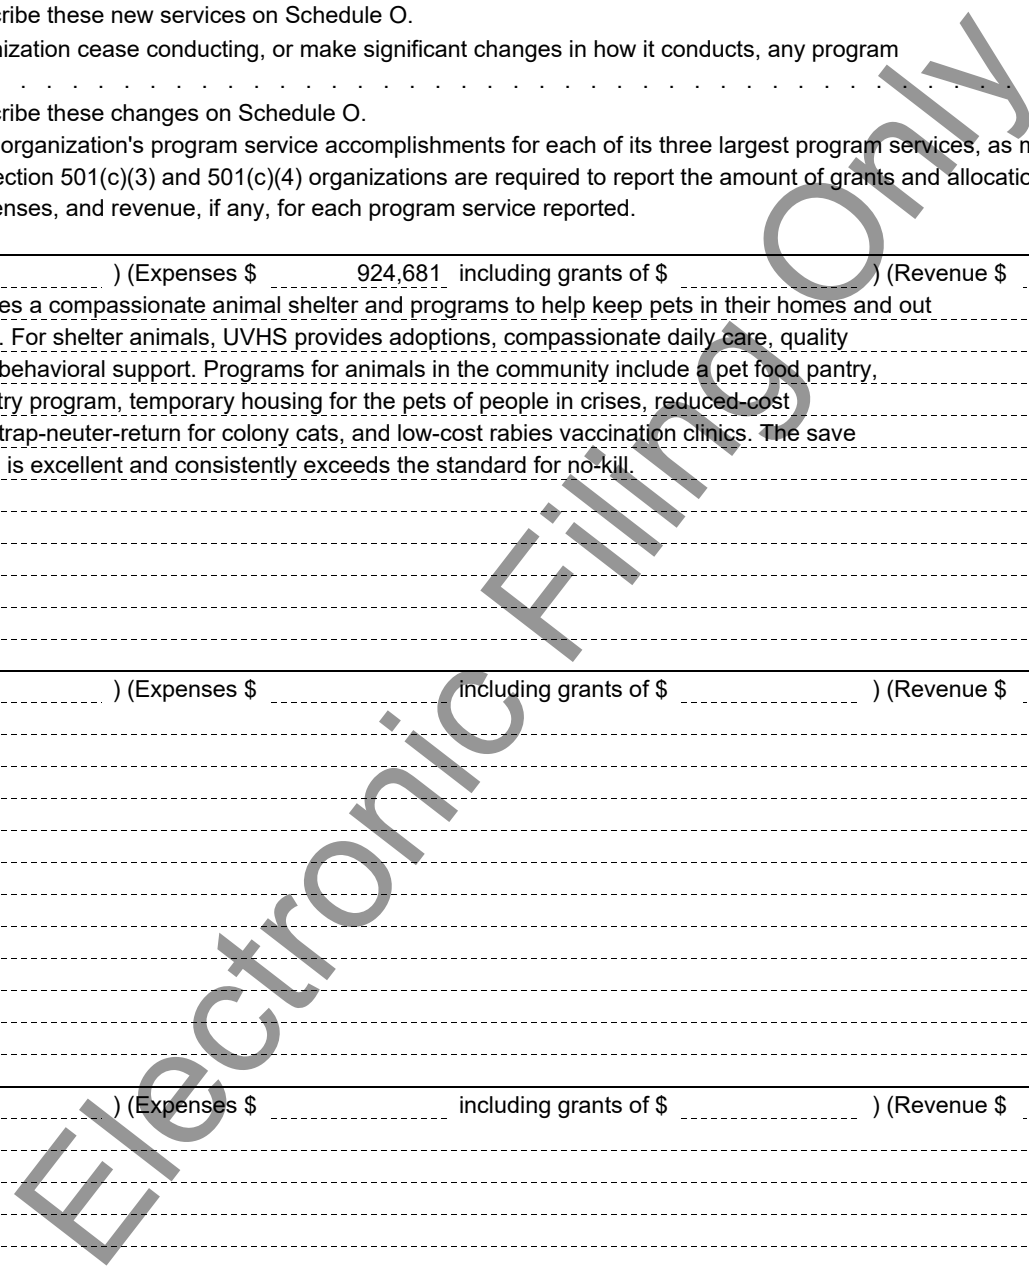 cribe these new services on Schedule O.
nization cease conducting, or make significant changes in how it conducts, any program
. . . . . . . . . . . . . . . . . . . . . . . . . . . . . . . . . . . . . . .
cribe these changes on Schedule O.
organization's program service accomplishments for each of its three largest program services, as m
ection 501(c)(3) and 501(c)(4) organizations are required to report the amount of grants and allocatio
enses, and revenue, if any, for each program service reported.
) (Expenses $ 924,681 including grants of $ ) (Revenue $
es a compassionate animal shelter and programs to help keep pets in their homes and out
. For shelter animals, UVHS provides adoptions, compassionate daily care, quality
behavioral support. Programs for animals in the community include a pet food pantry,
try program, temporary housing for the pets of people in crises, reduced-cost
trap-neuter-return for colony cats, and low-cost rabies vaccination clinics. The save
is excellent and consistently exceeds the standard for no-kill.
) (Expenses $ including grants of $ ) (Revenue $
) (Expenses $ including grants of $ ) (Revenue $
Electronic Filing Only